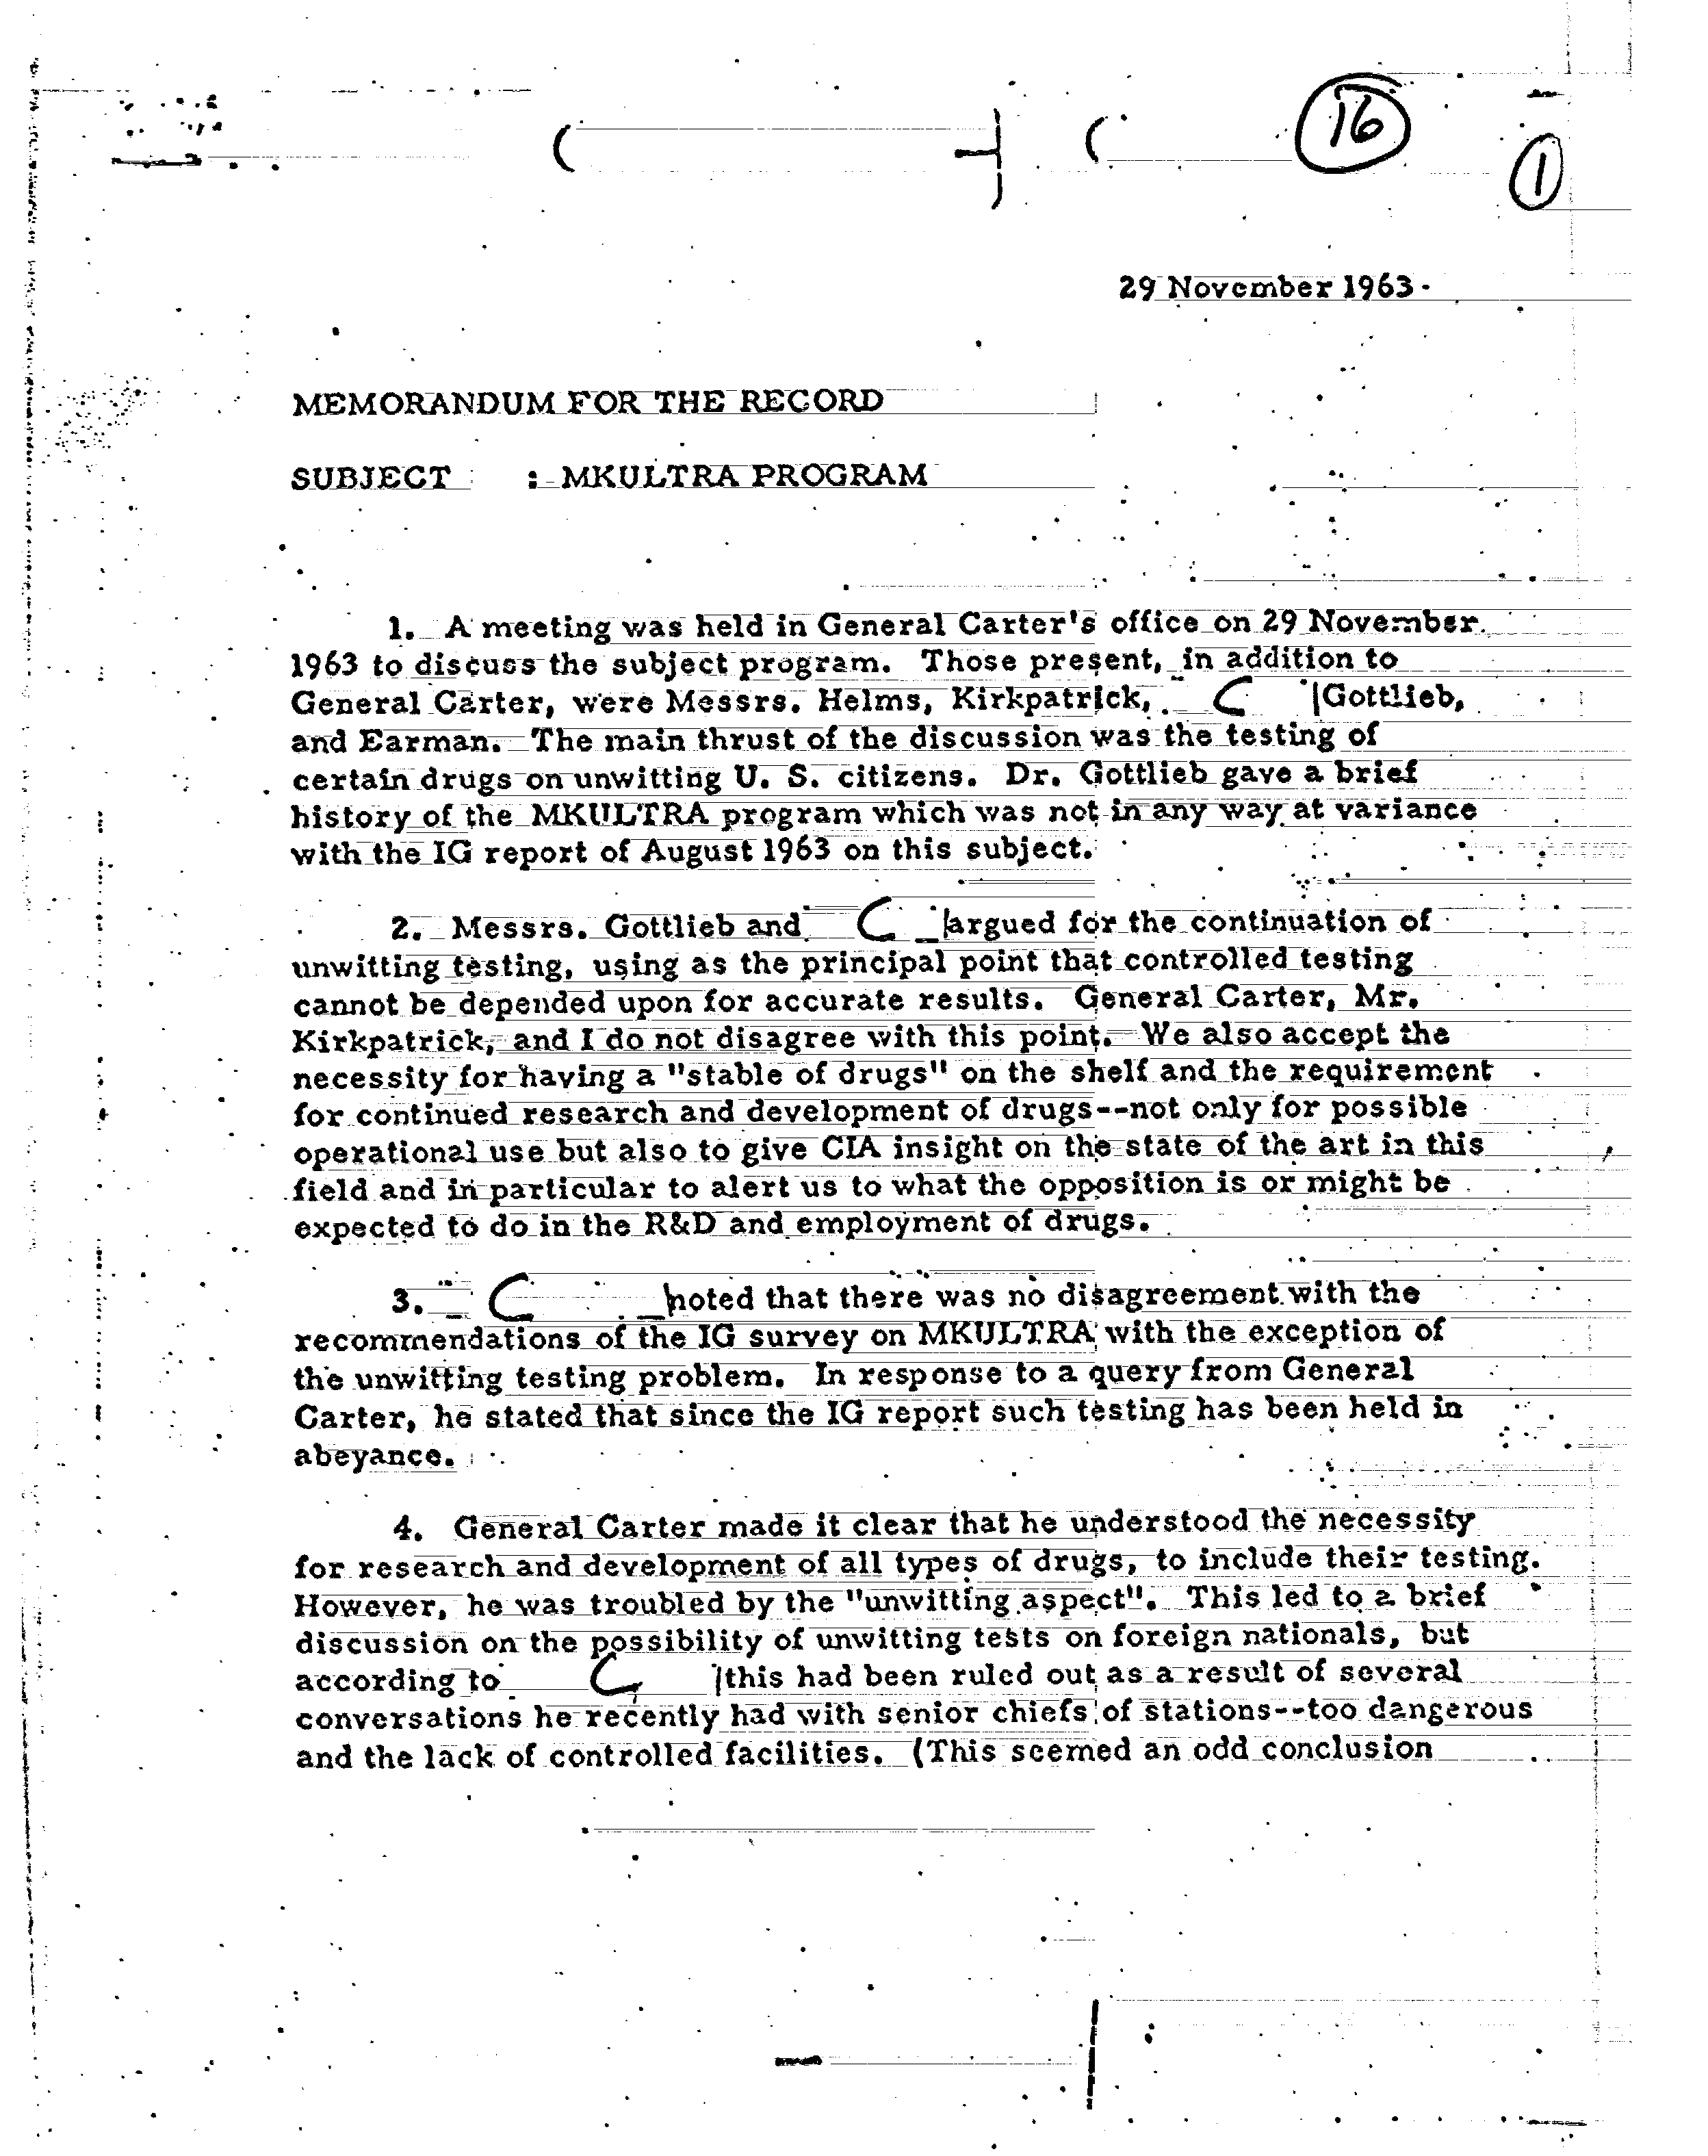 16
1
29 November 1963
MEMORANDUM FOR THE RECORD
SUBJECT : MKULTRA PROGRAM
1. A meeting was held in General Carter's office on 29 November
1963 to discuss the subject program. Those present, in addition to
General Carter, were Messrs. Helms, Kirkpatrick, C Gottlieb,
and Earman. The main thrust of the discussion was the testing of
certain drugs on unwitting U. S. citizens. Dr. Gottlieb gave a brief
history of the MKULTRA program which was not in any way at variance
with the IG report of August 1963 on this subject.
2. Messrs. Gottlieb and C argued for the continuation of
unwitting testing, using as the principal point that controlled testing
cannot be depended upon for accurate results. General Carter, Mr.
Kirkpatrick, and I do not disagree with this point. We also accept the
necessity for having a "stable of drugs" on the shelf and the requirement
for continued research and development of drugs--not only for possible
operational use but also to give CIA insight on the state of the art in this
field and in particular to alert us to what the opposition is or might be
expected to do in the R&D and employment of drugs.
3. C noted that there was no disagreement with the
recommendations of the IG survey on MKULTRA with the exception of
the unwitting testing problem. In response to a query from General
Carter, he stated that since the IG report such testing has been held in
abeyance.
4. General Carter made it clear that he understood the necessity
for research and development of all types of drugs, to include their testing.
However, he was troubled by the "unwitting aspect". This led to a brief
discussion on the possibility of unwitting tests on foreign nationals, but
according to C this had been ruled out as a result of several
conversations he recently had with senior chiefs of stations--too dangerous
and the lack of controlled facilities. (This seemed an odd conclusion